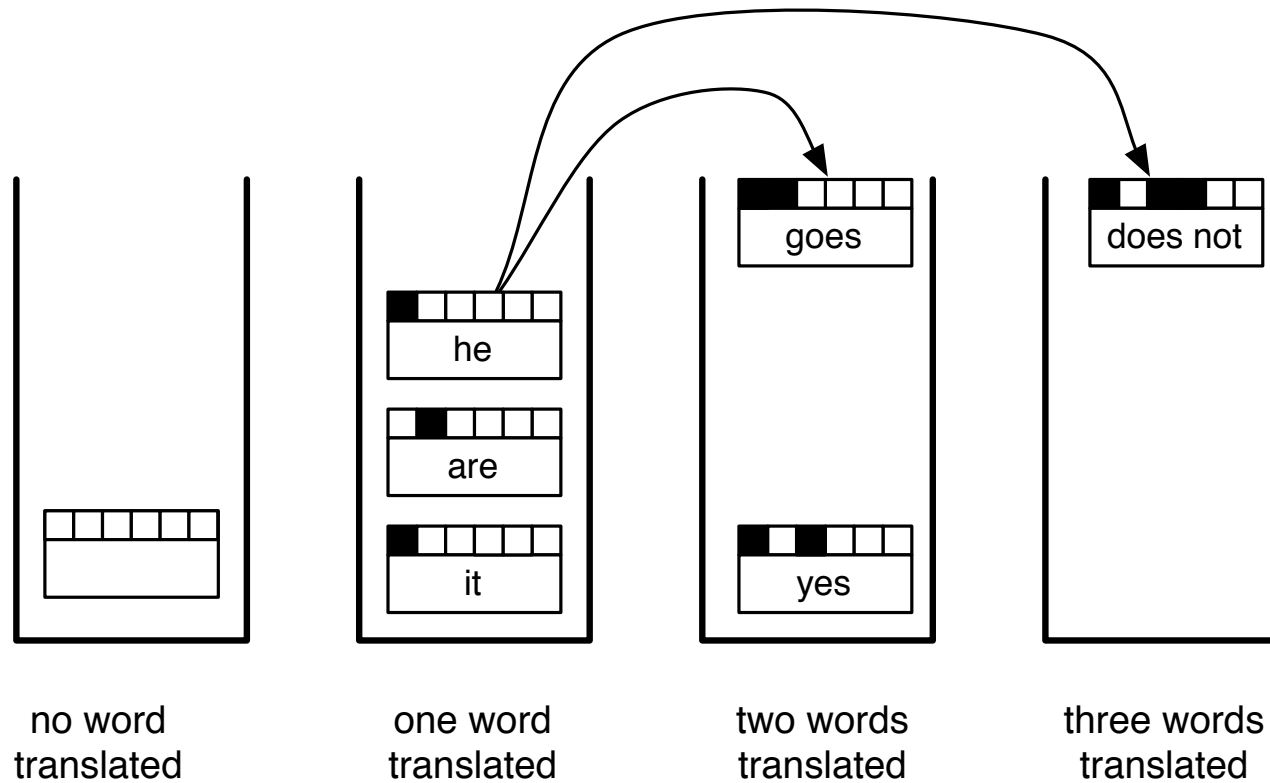 goes
does not
he
are
it
yes
no word
translated
one word
translated
two words
translated
three words
translated